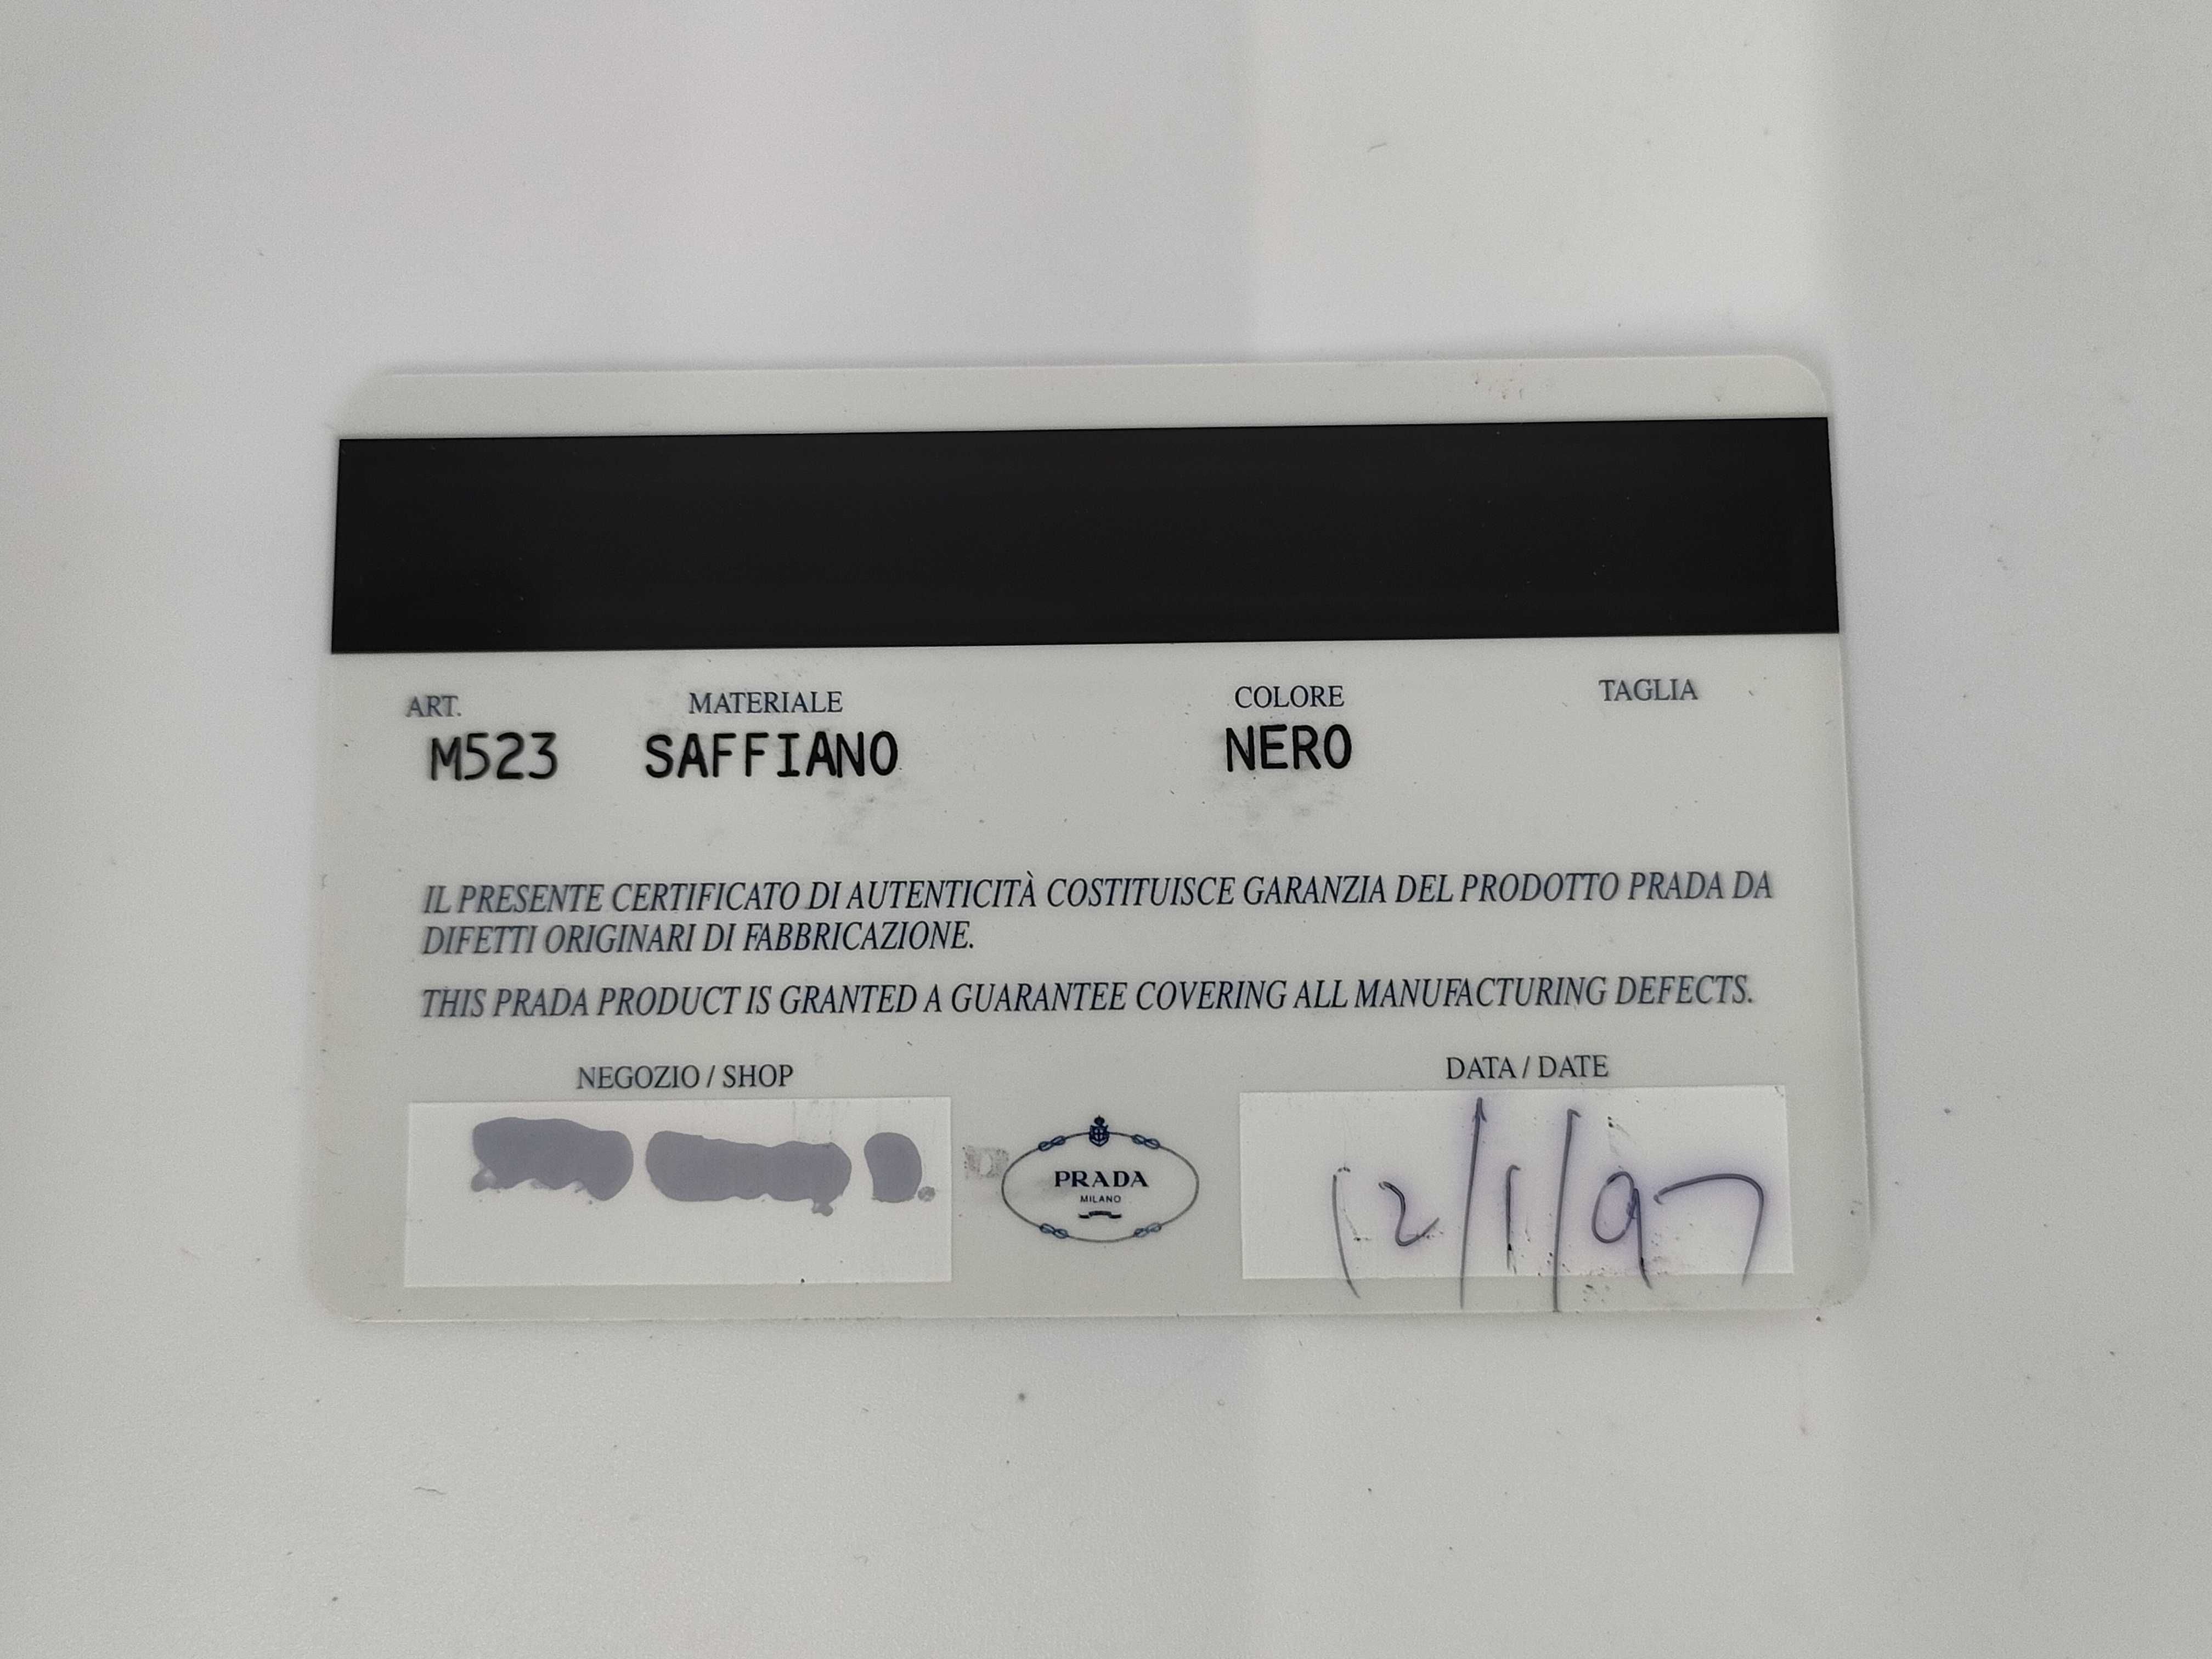 ART. MATERIALE COLORE TAGLIA
M523 SAFFIANO NERO
IL PRESENTE CERTIFICATO DI AUTENTICITÀ COSTITUISCE GARANZIA DEL PRODOTTO PRADA DA
DIFETTI ORIGINARI DI FABBRICAZIONE.
THIS PRADA PRODUCT IS GRANTED A GUARANTEE COVERING ALL MANUFACTURING DEFECTS.
NEGOZIO / SHOP DATA / DATE
PRADA
MILANO
12/1/97